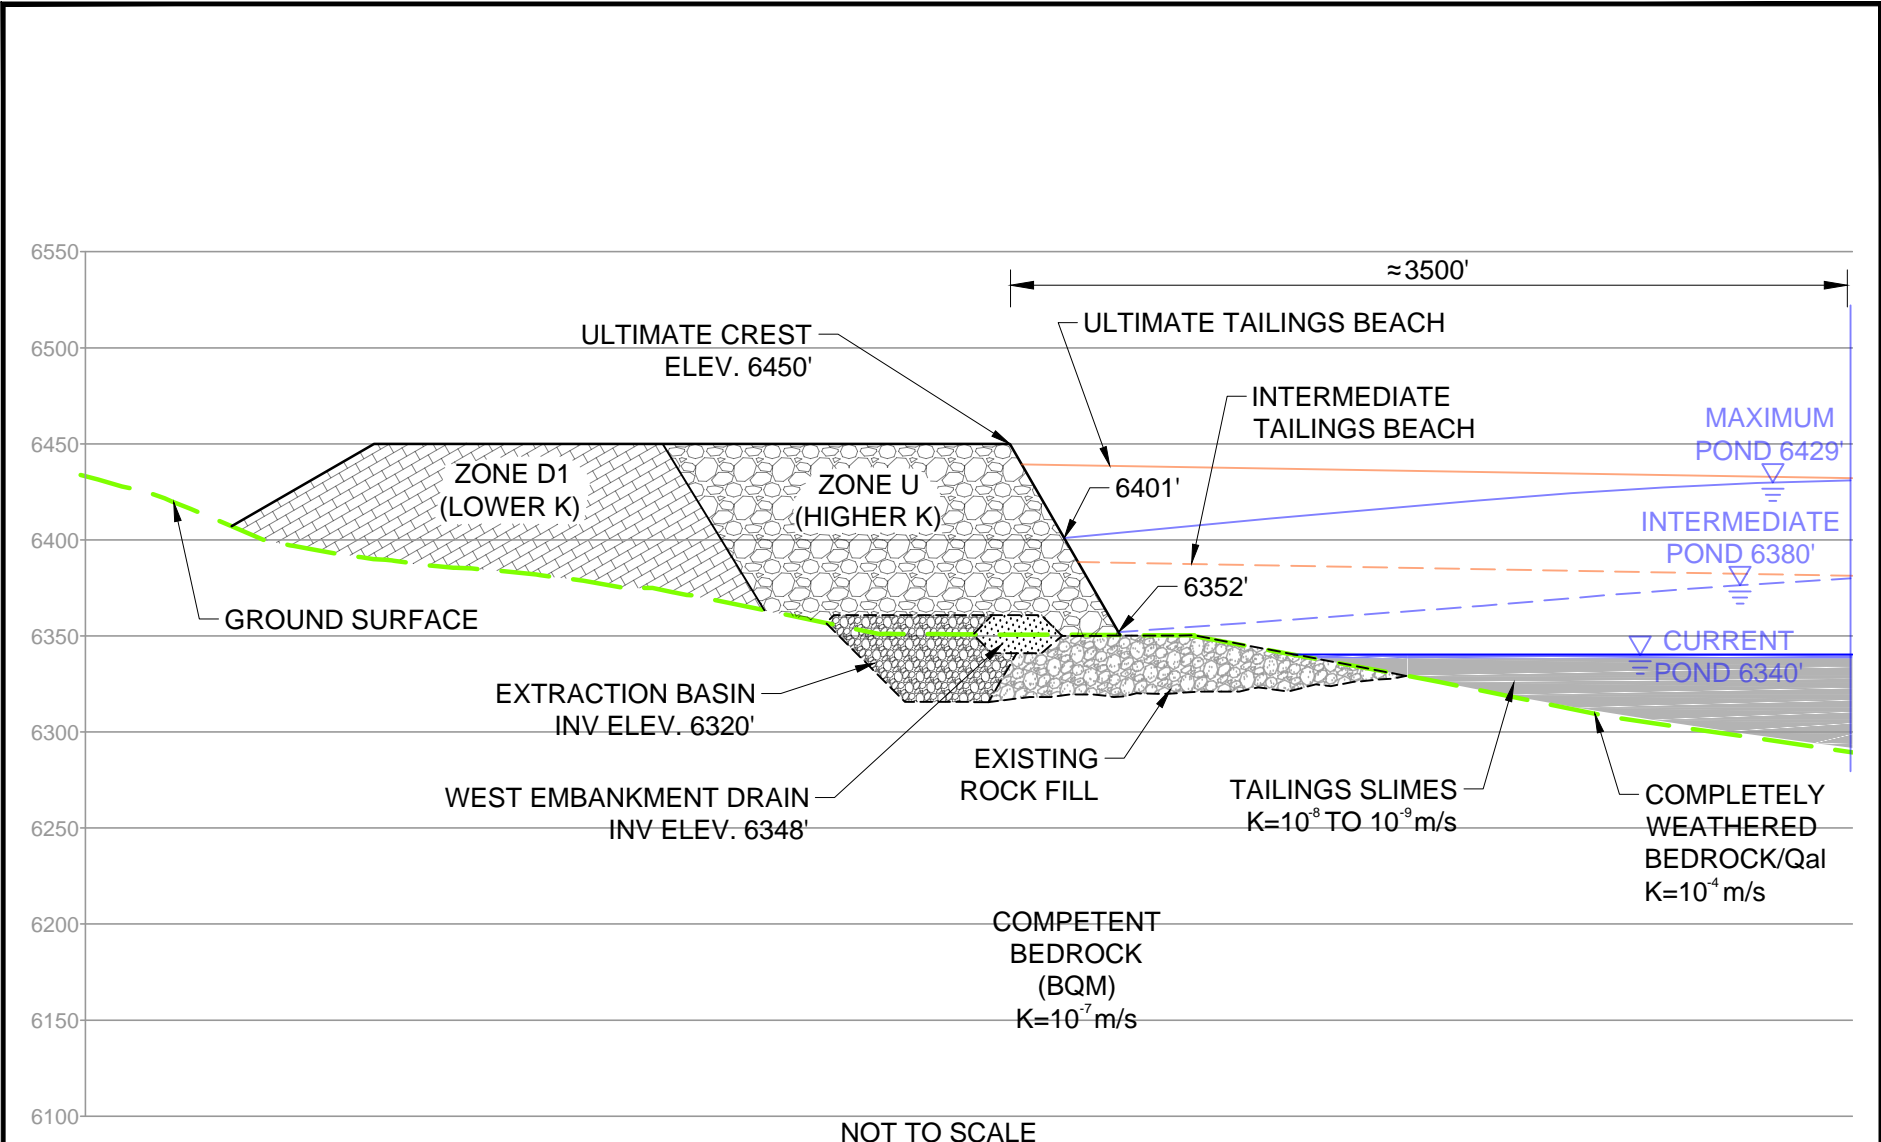 6550
≈3500'
ULTIMATE CREST
ELEV. 6450'
ULTIMATE TAILINGS BEACH
6500
INTERMEDIATE
TAILINGS BEACH
MAXIMUM
POND 6429'
6450
ZONE D1
(LOWER K)
ZONE U
(HIGHER K)
6401'
INTERMEDIATE
POND 6380'
6400
6352'
GROUND SURFACE
6350
CURRENT
POND 6340'
EXTRACTION BASIN
INV ELEV. 6320'
6300
EXISTING
ROCK FILL
WEST EMBANKMENT DRAIN
INV ELEV. 6348'
TAILINGS SLIMES
K=10⁻⁸ TO 10⁻⁹ m/s
COMPLETELY
WEATHERED
BEDROCK/Qal
K=10⁻⁴ m/s
6250
6200
COMPETENT
BEDROCK
(BQM)
K=10⁻⁷ m/s
6150
6100
NOT TO SCALE